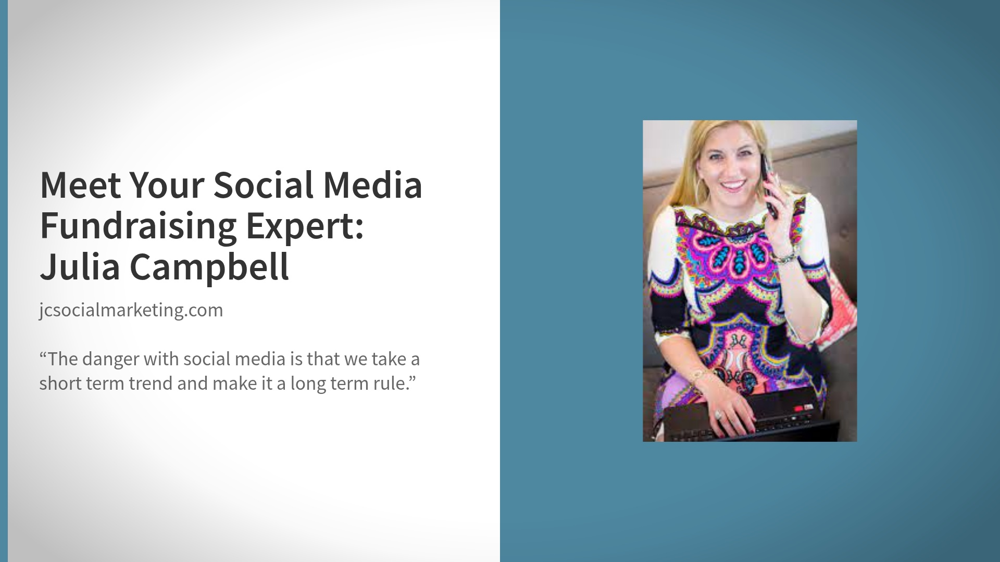 Meet Your Social Media
Fundraising Expert:
Julia Campbell
jcsocialmarketing.com
“The danger with social media is that we take a
short term trend and make it a long term rule.”